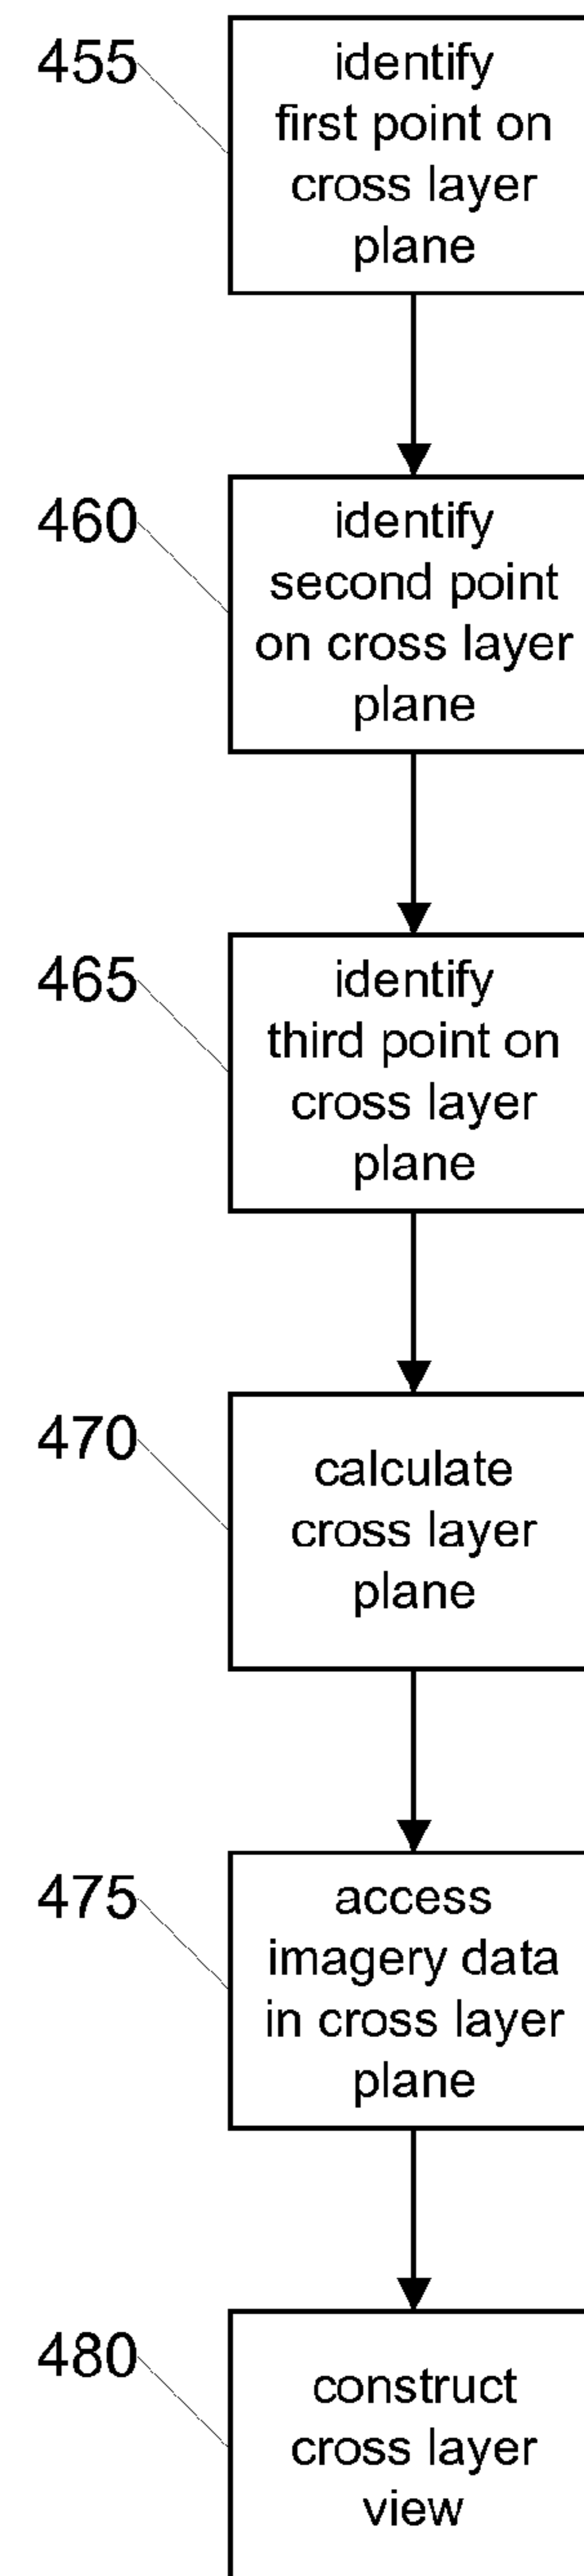 455
identify
first point on
cross layer
plane
460
identify
second point
on cross layer
plane
465
identify
third point on
cross layer
plane
470
calculate
cross layer
plane
475
access
imagery data
in cross layer
plane
480
construct
cross layer
view